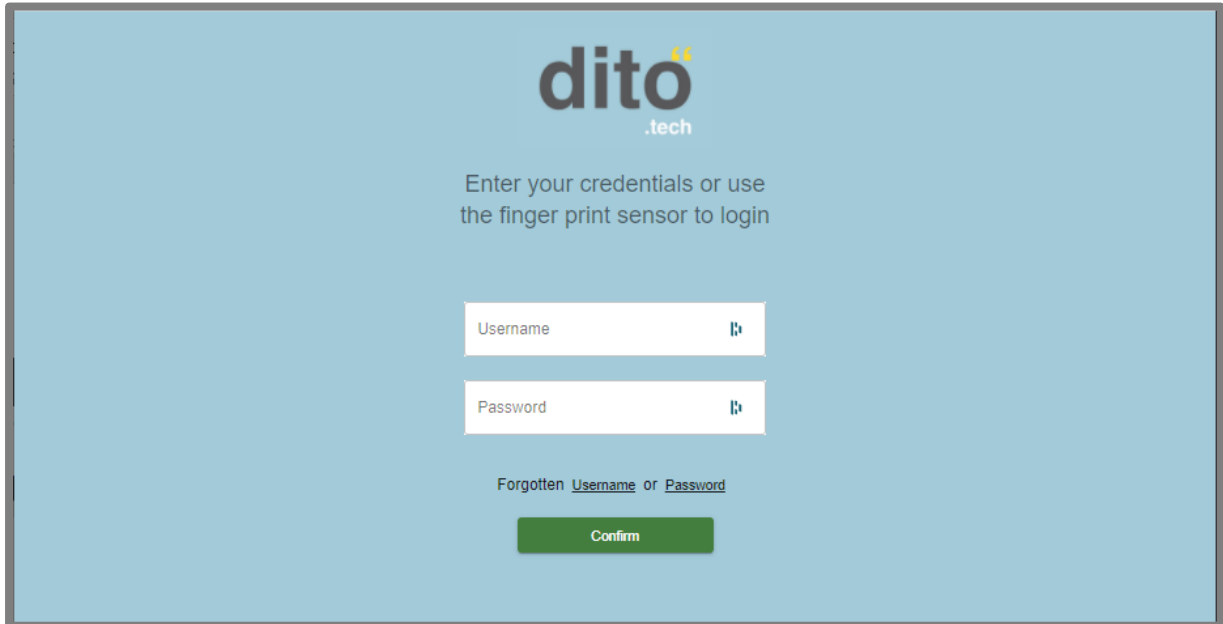 dito“
.tech
Enter your credentials or use
the finger print sensor to login
Username
Password
Forgotten Username or Password
Confirm